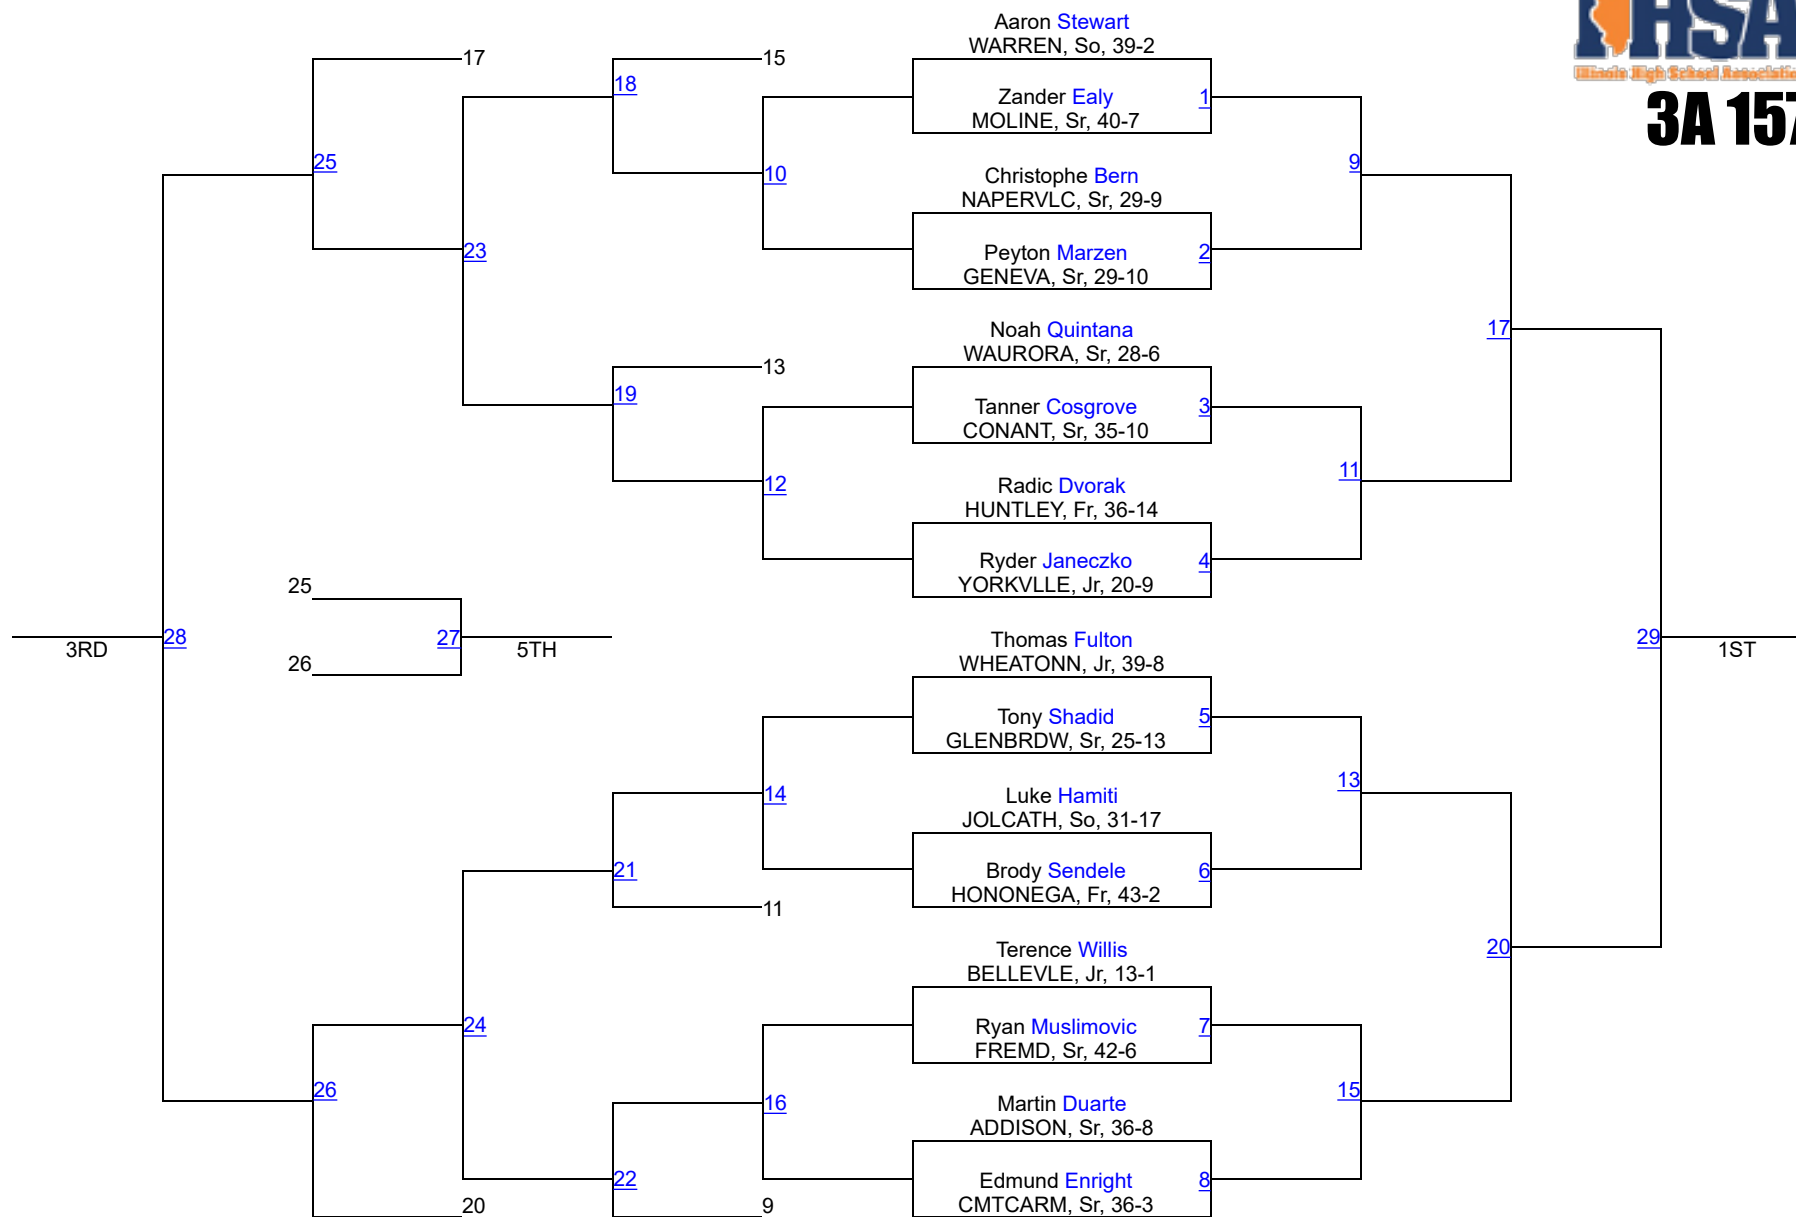 HSA
Illinois High School Associatio
3A 157
Aaron Stewart
WARREN, So, 39-2
17
15
18
Zander Ealy
1
MOLINE, Sr, 40-7
25
10
Christophe Bern
9
NAPERVLC, Sr, 29-9
23
Peyton Marzen
2
GENEVA, Sr, 29-10
Noah Quintana
17
WAURORA, Sr, 28-6
13
19
Tanner Cosgrove
3
CONANT, Sr, 35-10
12
Radic Dvorak
11
HUNTLEY, Fr, 36-14
Ryder Janeczko
4
YORKVLLE, Jr, 20-9
25
28
3RD
27
5TH
26
Thomas Fulton
WHEATONN, Jr, 39-8
29
1ST
Tony Shadid
5
GLENBRDW, Sr, 25-13
14
Luke Hamiti
13
JOLCATH, So, 31-17
21
Brody Sendele
6
HONONEGA, Fr, 43-2
11
Terence Willis
20
BELLEVLE, Jr, 13-1
24
Ryan Muslimovic
7
FREMD, Sr, 42-6
26
16
Martin Duarte
15
ADDISON, Sr, 36-8
22
Edmund Enright
8
CMTCARM, Sr, 36-3
20
9